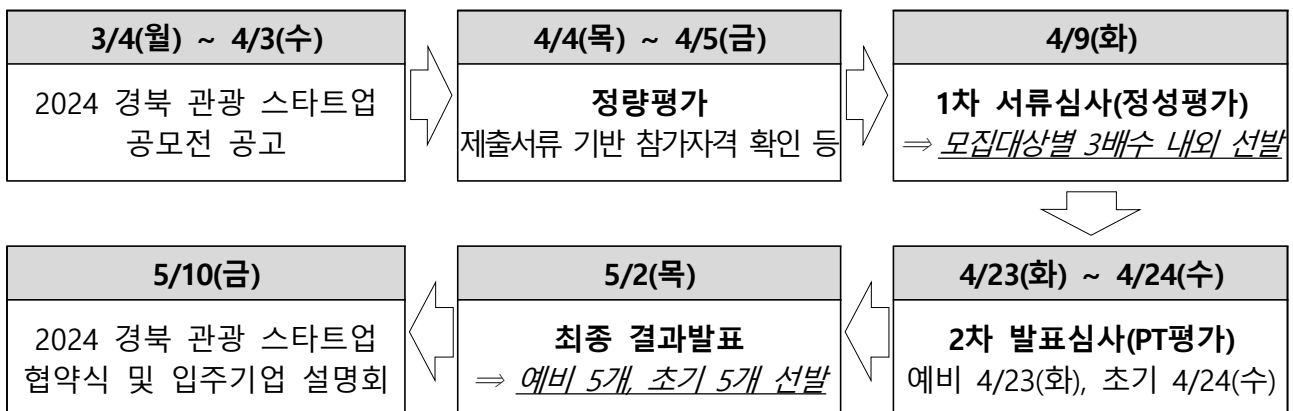 3/4(월) ~ 4/3(수)
2024 경북 관광 스타트업
공모전 공고
4/4(목) ~ 4/5(금)
정량평가
제출서류 기반 참가자격 확인 등
4/9(화)
1차 서류심사(정성평가)
⇒ 모집대상별 3배수 내외 선발
4/23(화) ~ 4/24(수)
2차 발표심사(PT평가)
예비 4/23(화), 초기 4/24(수)
5/2(목)
최종 결과발표
⇒ 예비 5개, 초기 5개 선발
5/10(금)
2024 경북 관광 스타트업
협약식 및 입주기업 설명회